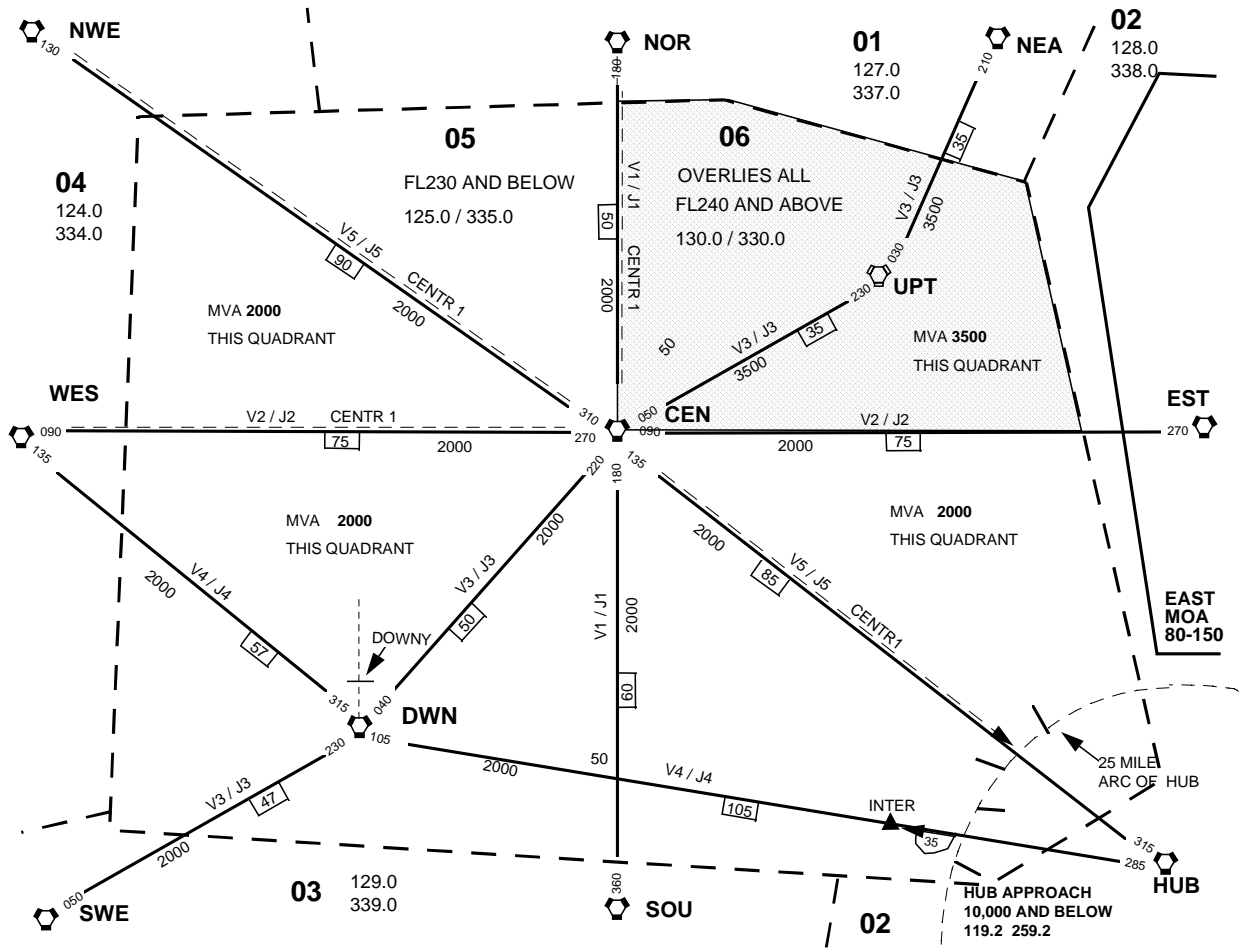 NWE
130
NOR
180
01
127.0
337.0
NEA
210
02
128.0
338.0
05
FL230 AND BELOW
125.0 / 335.0
06
OVERLIES ALL
FL240 AND ABOVE
130.0 / 330.0
04
124.0
334.0
V1 / J1
50
CENTR 1
2000
35
V3 / J3
3500
030
UPT
230
V5 / J5
90
CENTR 1
2000
MVA 2000
THIS QUADRANT
50
V3 / J3
35
3500
MVA 3500
THIS QUADRANT
WES
090
V2 / J2
CENTR 1
75
2000
310
270
050
CEN
090
V2 / J2
2000
75
EST
270
135
220
180
135
MVA 2000
THIS QUADRANT
MVA 2000
THIS QUADRANT
V4 / J4
2000
57
V3 / J3
2000
50
DOWNY
V1 / J1
2000
60
2000
V5 / J5
85
CENTR1
EAST
MOA
80-150
315
040
DWN
230
105
2000
50
V4 / J4
105
INTER
35
25 MILE
ARC OF HUB
V3 / J3
47
2000
050
SWE
03
129.0
339.0
360
SOU
02
315
285
HUB
HUB APPROACH
10,000 AND BELOW
119.2 259.2